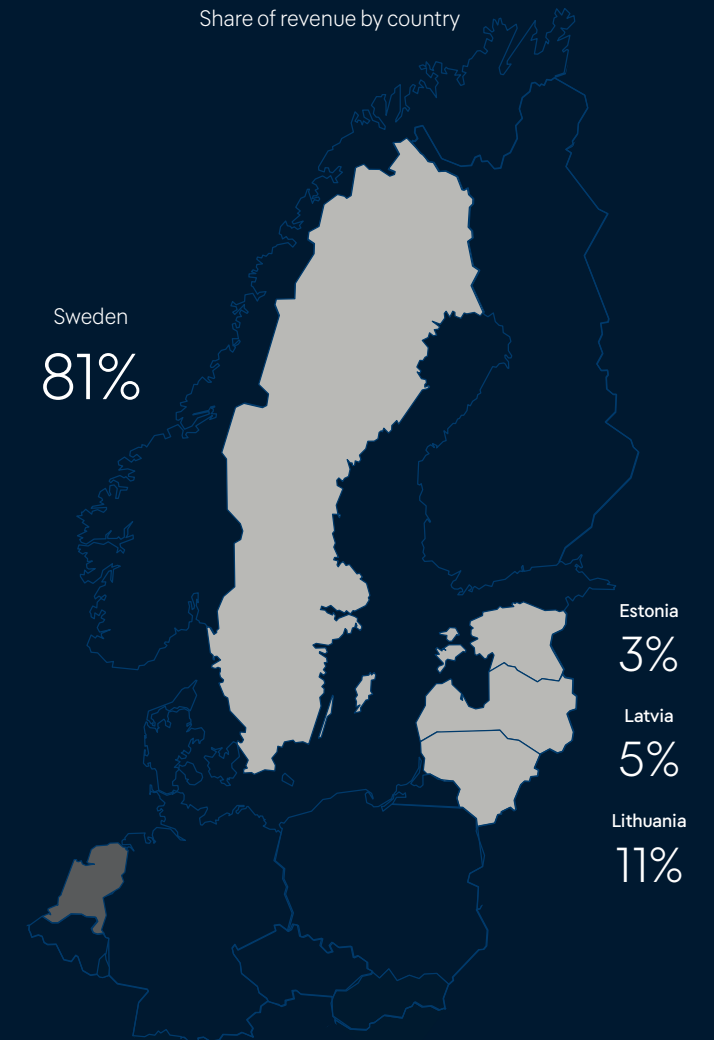 Share of revenue by country
Sweden
81%
Estonia
3%
Latvia
5%
Lithuania
11%